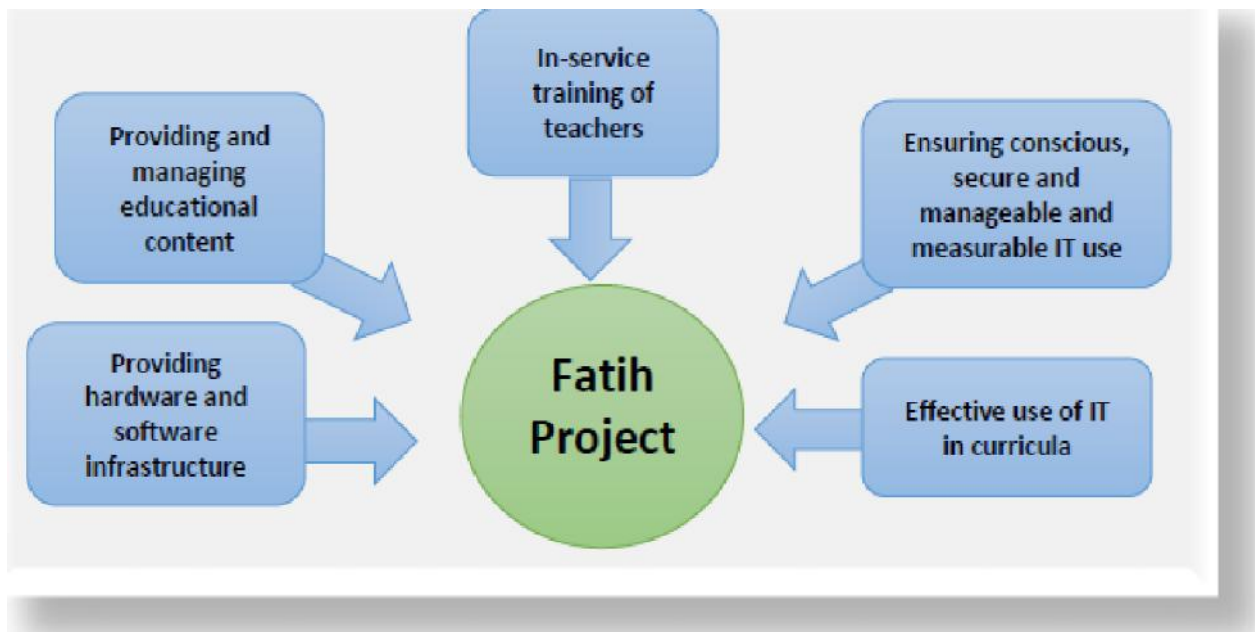 In-service
training of
teachers
Providing and
managing
educational
content
Ensuring conscious,
secure and
manageable and
measurable IT use
Providing
hardware and
software
infrastructure
Fatih
Project
Effective use of IT
in curricula